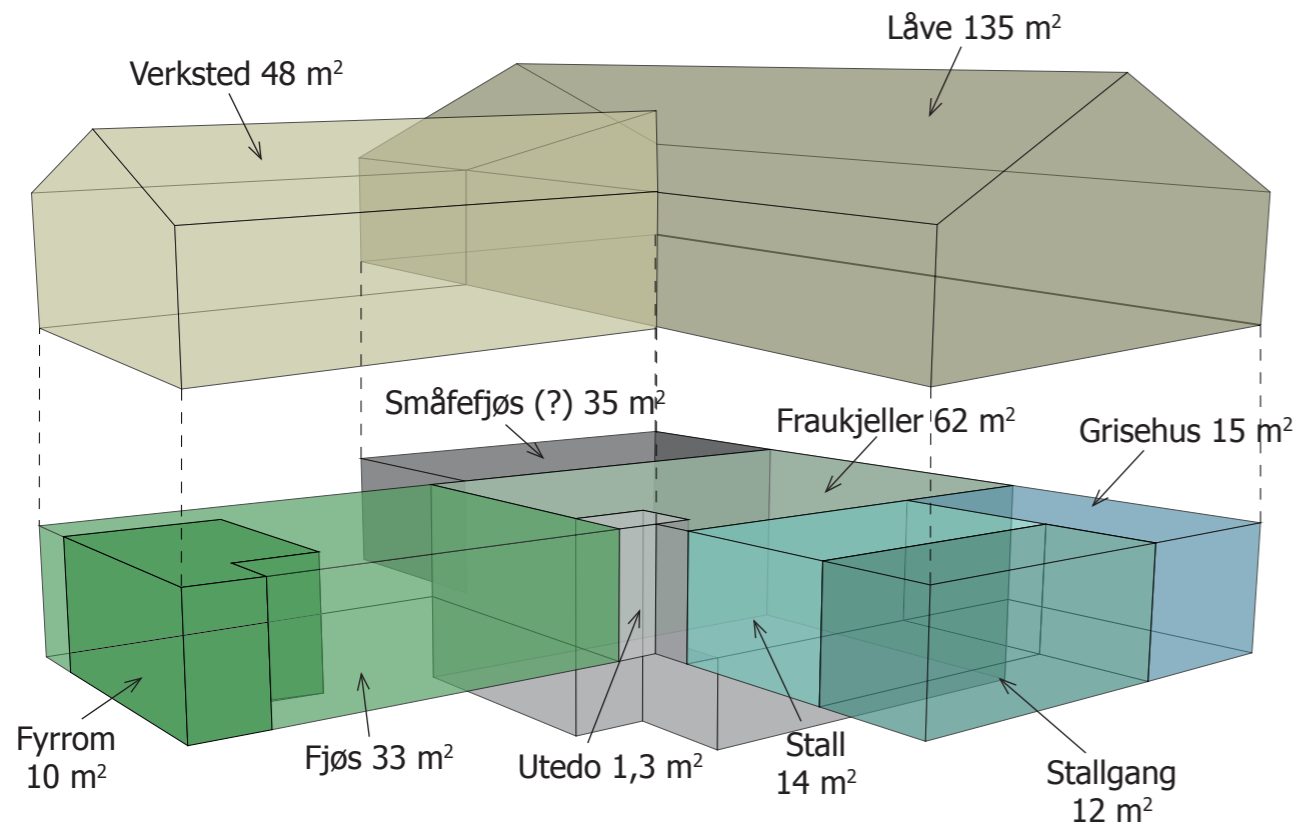 Låve 135 m²
Verksted 48 m²
Småfefjøs (?) 35 m²
Fraukjeller 62 m²
Grisehus 15 m²
Fyrrom
10 m²
Fjøs 33 m²
Utedo 1,3 m²
Stall
14 m²
Stallgang
12 m²